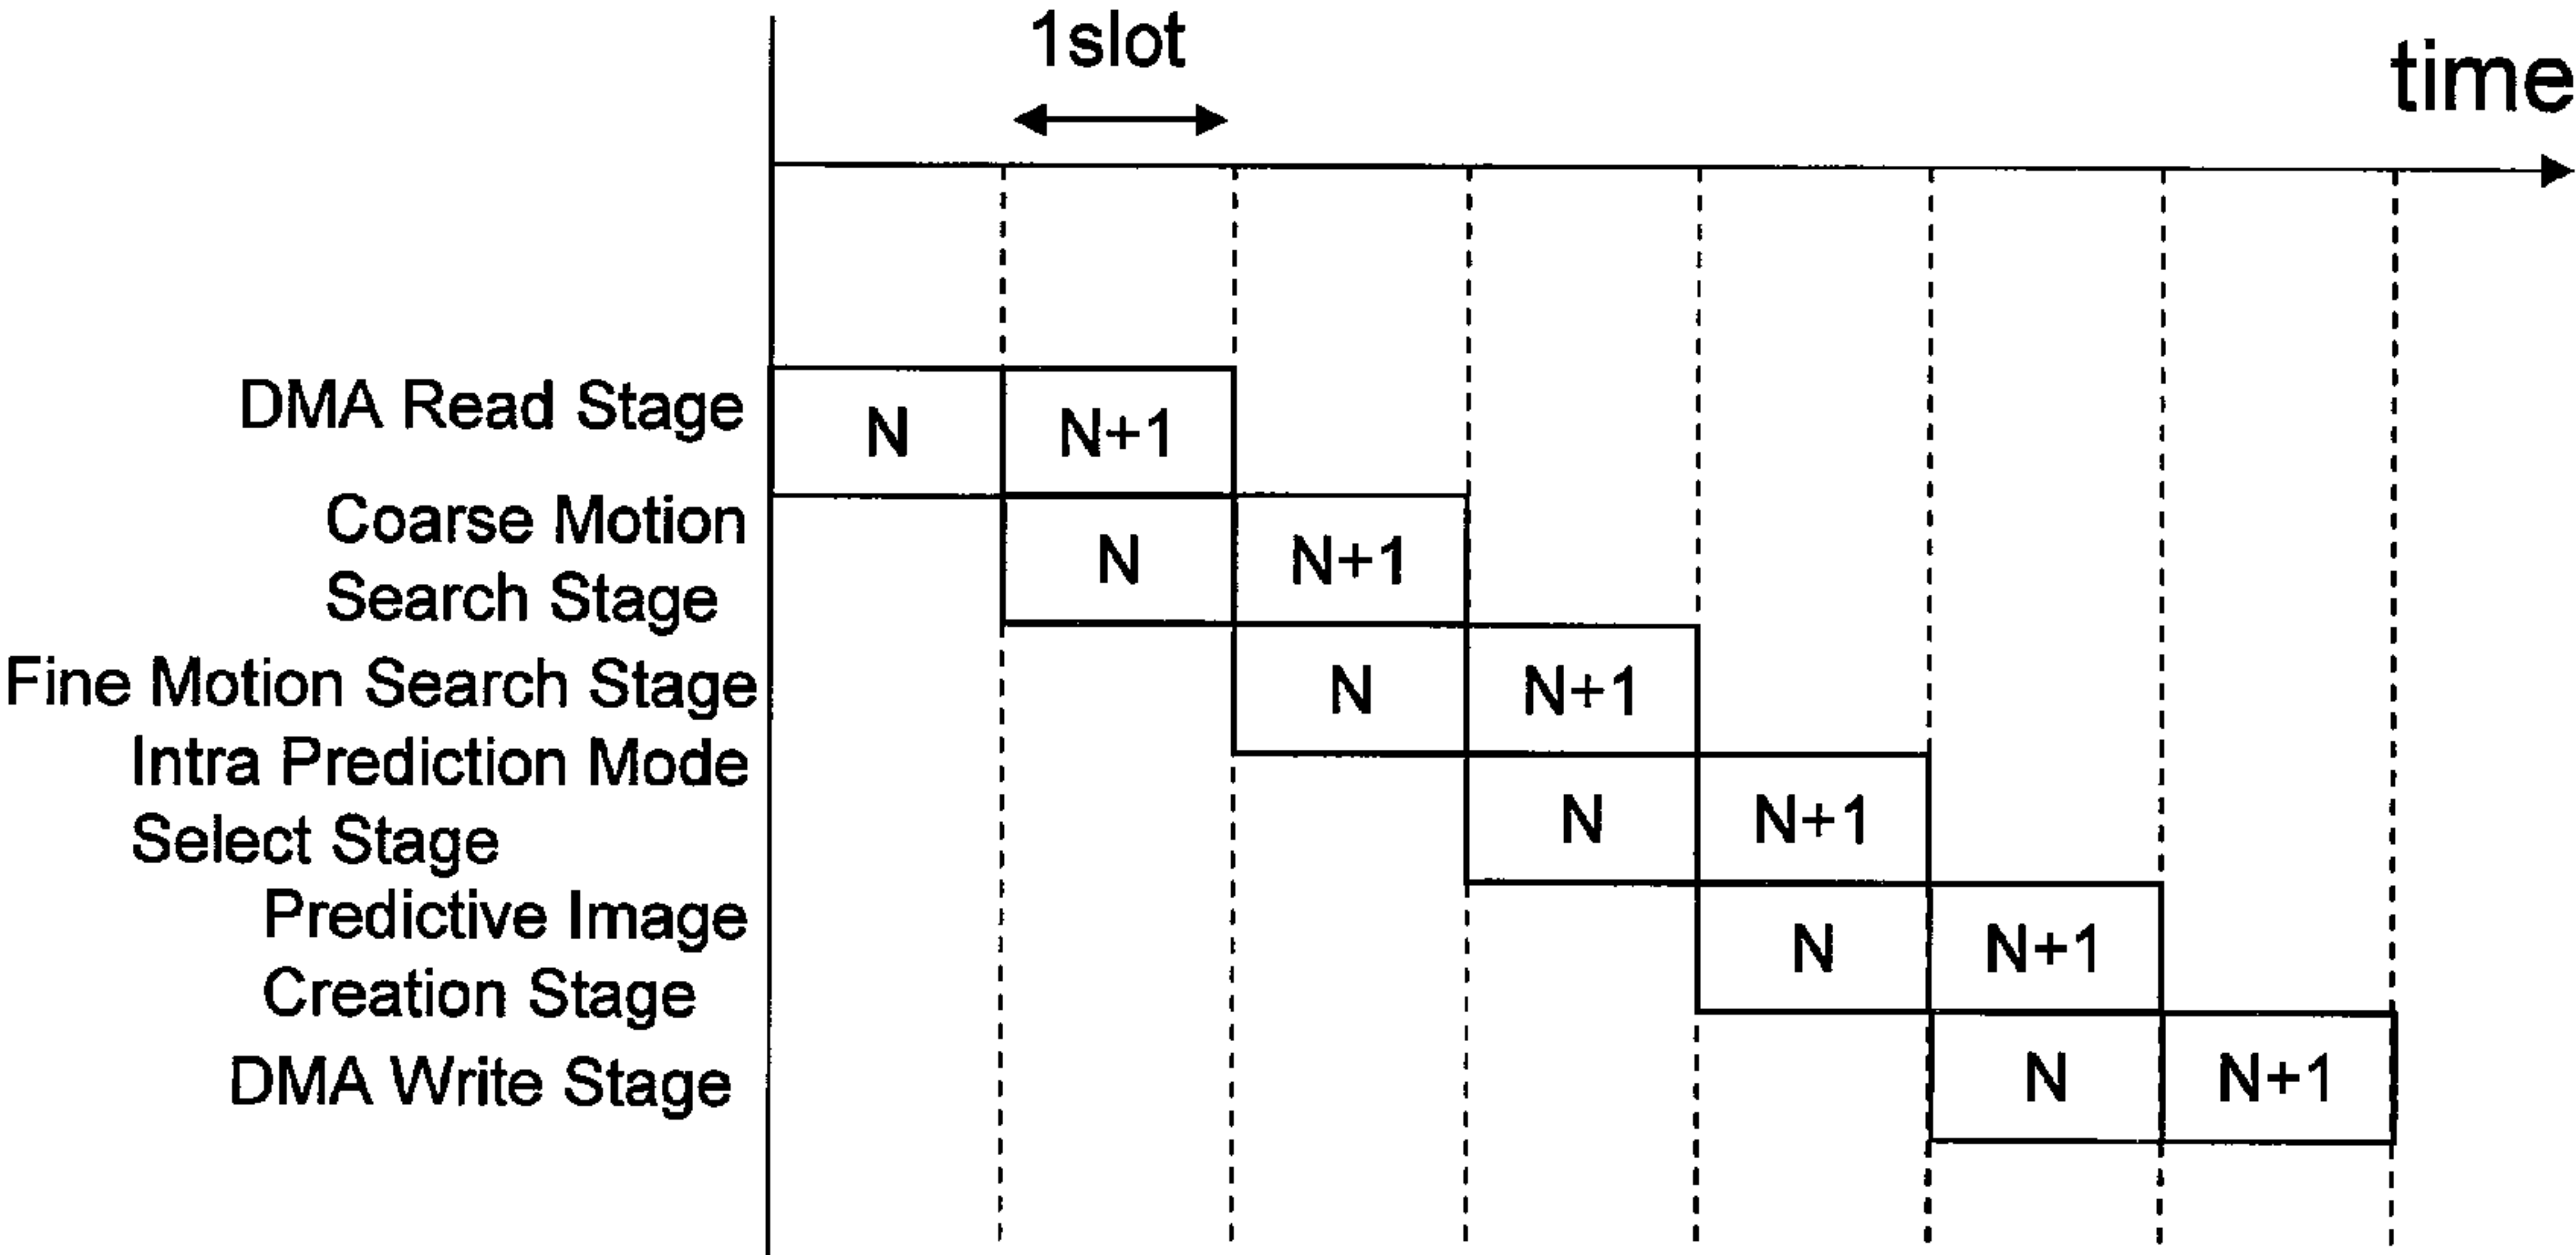 1slot
time
DMA Read Stage
N
N+1
Coarse Motion
Search Stage
N
N+1
Fine Motion Search Stage
N
N+1
Intra Prediction Mode
Select Stage
N
N+1
Predictive Image
Creation Stage
N
N+1
DMA Write Stage
N
N+1